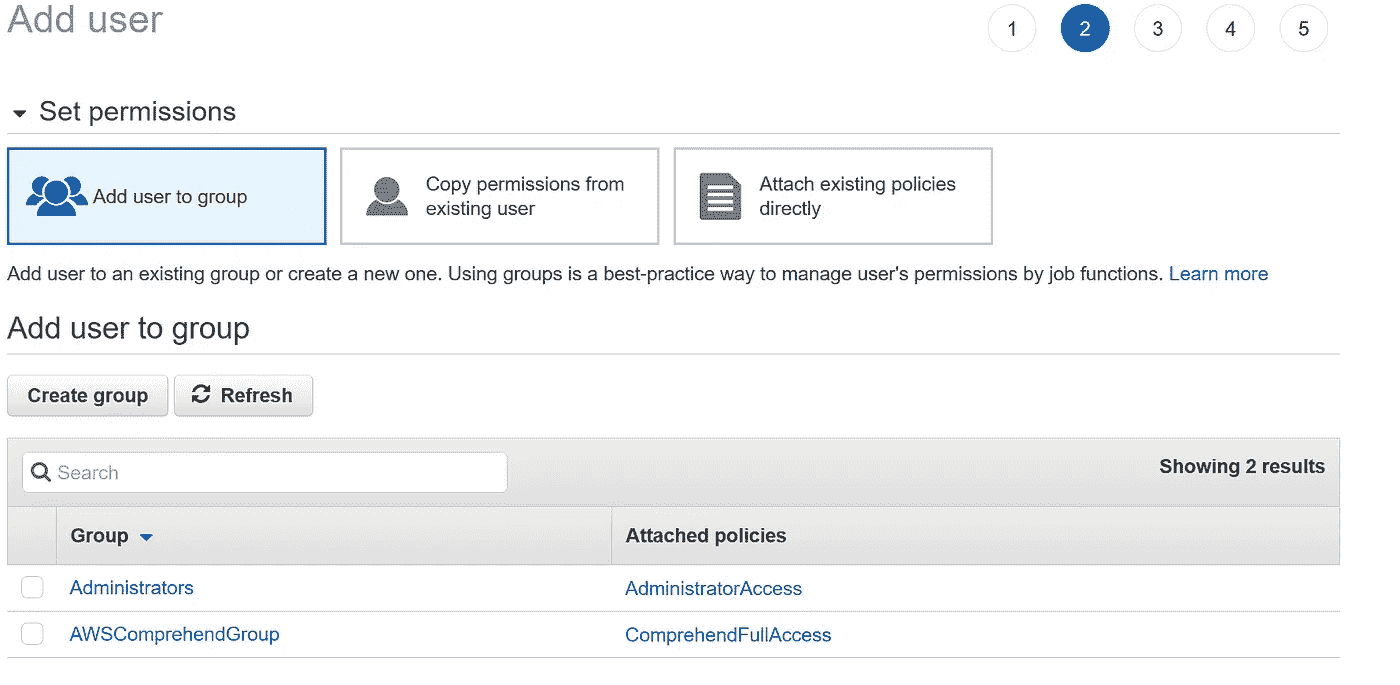 Add user
1 2 3 4 5
Set permissions
Add user to group
Copy permissions from
existing user
Attach existing policies
directly
Add user to an existing group or create a new one. Using groups is a best-practice way to manage user's permissions by job functions. Learn more
Add user to group
Create group Refresh
Search
Showing 2 results
Group Attached policies
Administrators AdministratorAccess
AWSComprehendGroup ComprehendFullAccess